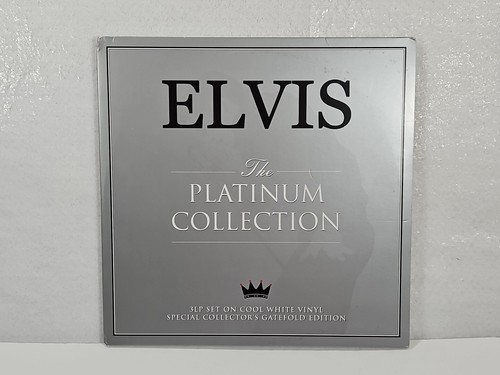 ELVIS
The
PLATINUM
COLLECTION
3LP SET ON COOL WHITE VINYL
SPECIAL COLLECTOR'S GATEFOLD EDITION